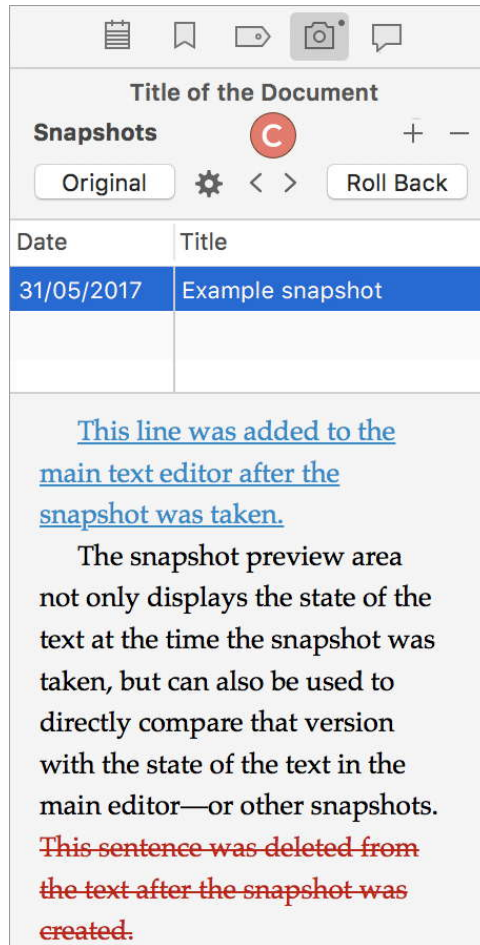 Title of the Document
Snapshots C + −
Original < > Roll Back
Date Title
31/05/2017 Example snapshot
This line was added to the
main text editor after the
snapshot was taken.
The snapshot preview area
not only displays the state of the
text at the time the snapshot was
taken, but can also be used to
directly compare that version
with the state of the text in the
main editor—or other snapshots.
This sentence was deleted from
the text after the snapshot was
created.